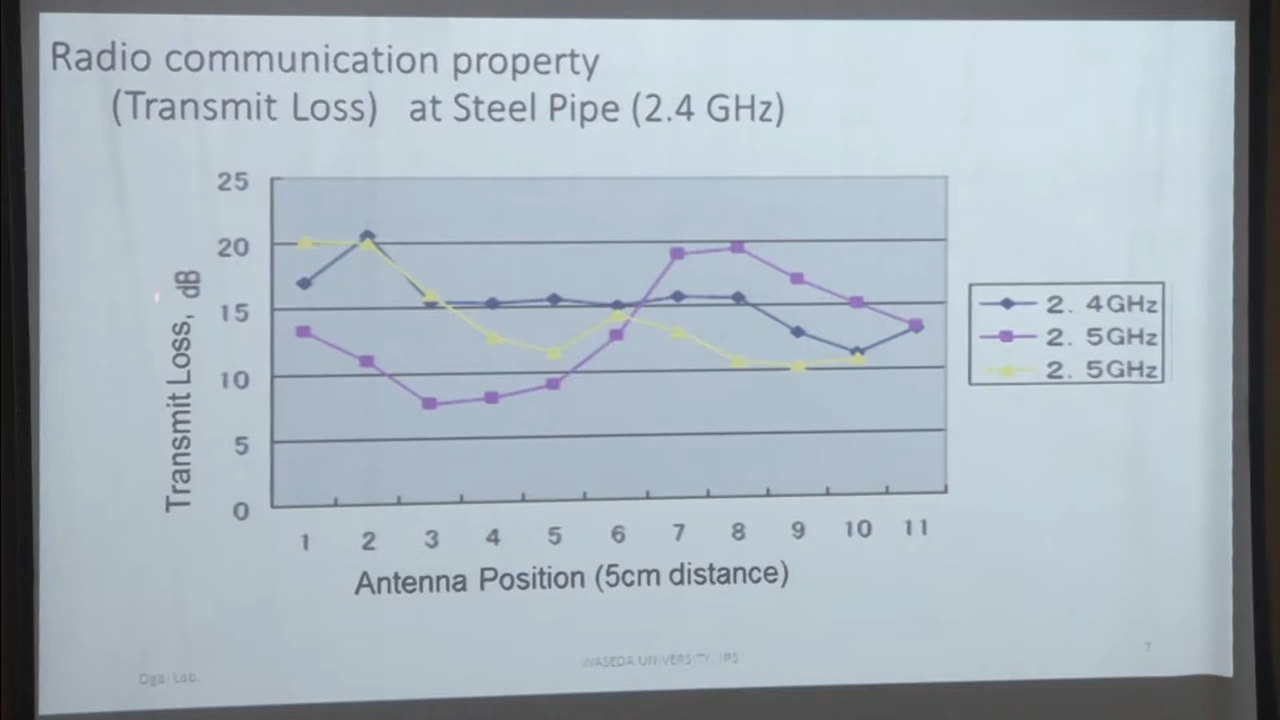 Radio communication property
(Transmit Loss) at Steel Pipe (2.4 GHz)
25
20
15
10
5
0
Transmit Loss, dB
1 2 3 4 5 6 7 8 9 10 11
Antenna Position (5cm distance)
2. 4GHz
2. 5GHz
2. 5GHz
WASEDA UNIVERSITY, IPS
7
Lab.